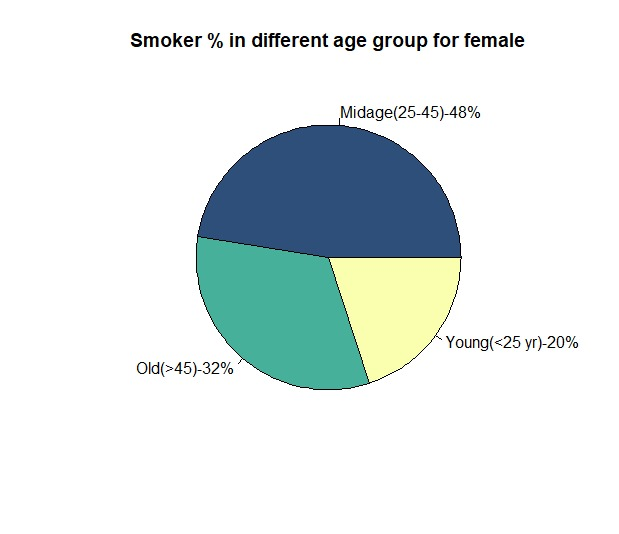 Smoker % in different age group for female
Midage(25-45)-48%
Young(<25 yr)-20%
Old(>45)-32%